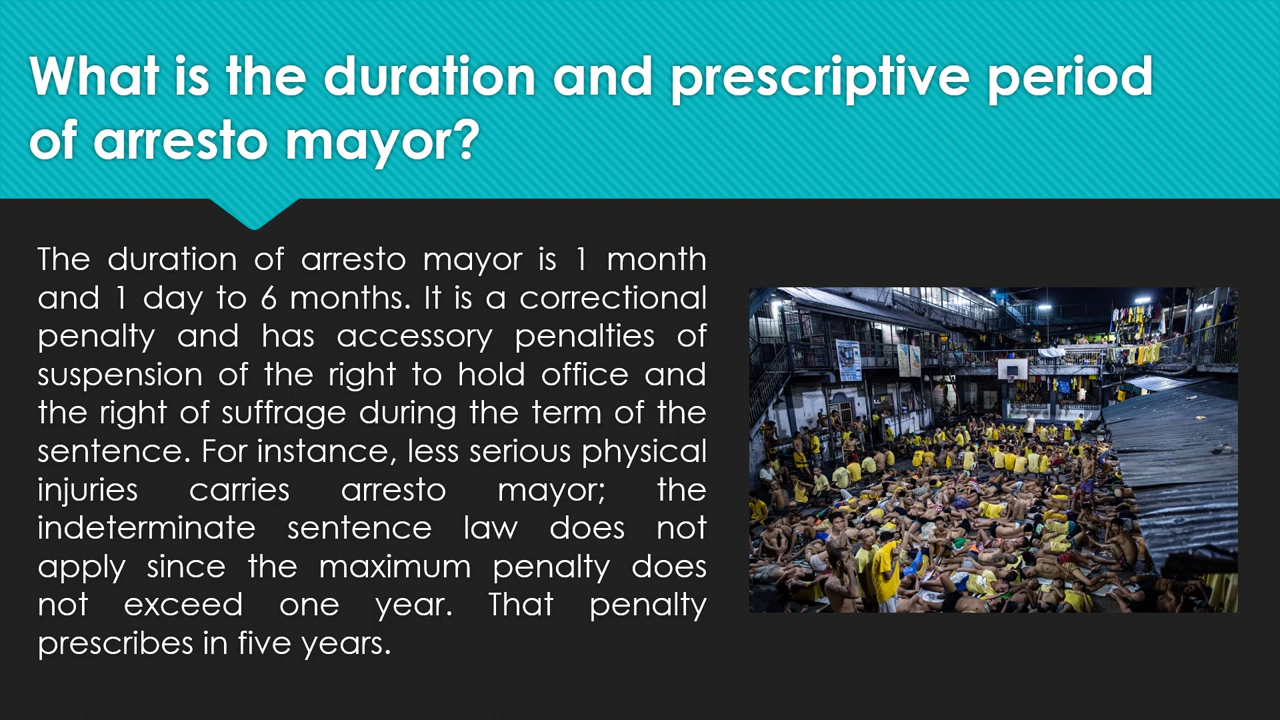 What is the duration and prescriptive period
of arresto mayor?
The duration of arresto mayor is 1 month
and 1 day to 6 months. It is a correctional
penalty and has accessory penalties of
suspension of the right to hold office and
the right of suffrage during the term of the
sentence. For instance, less serious physical
injuries carries arresto mayor; the
indeterminate sentence law does not
apply since the maximum penalty does
not exceed one year. That penalty
prescribes in five years.